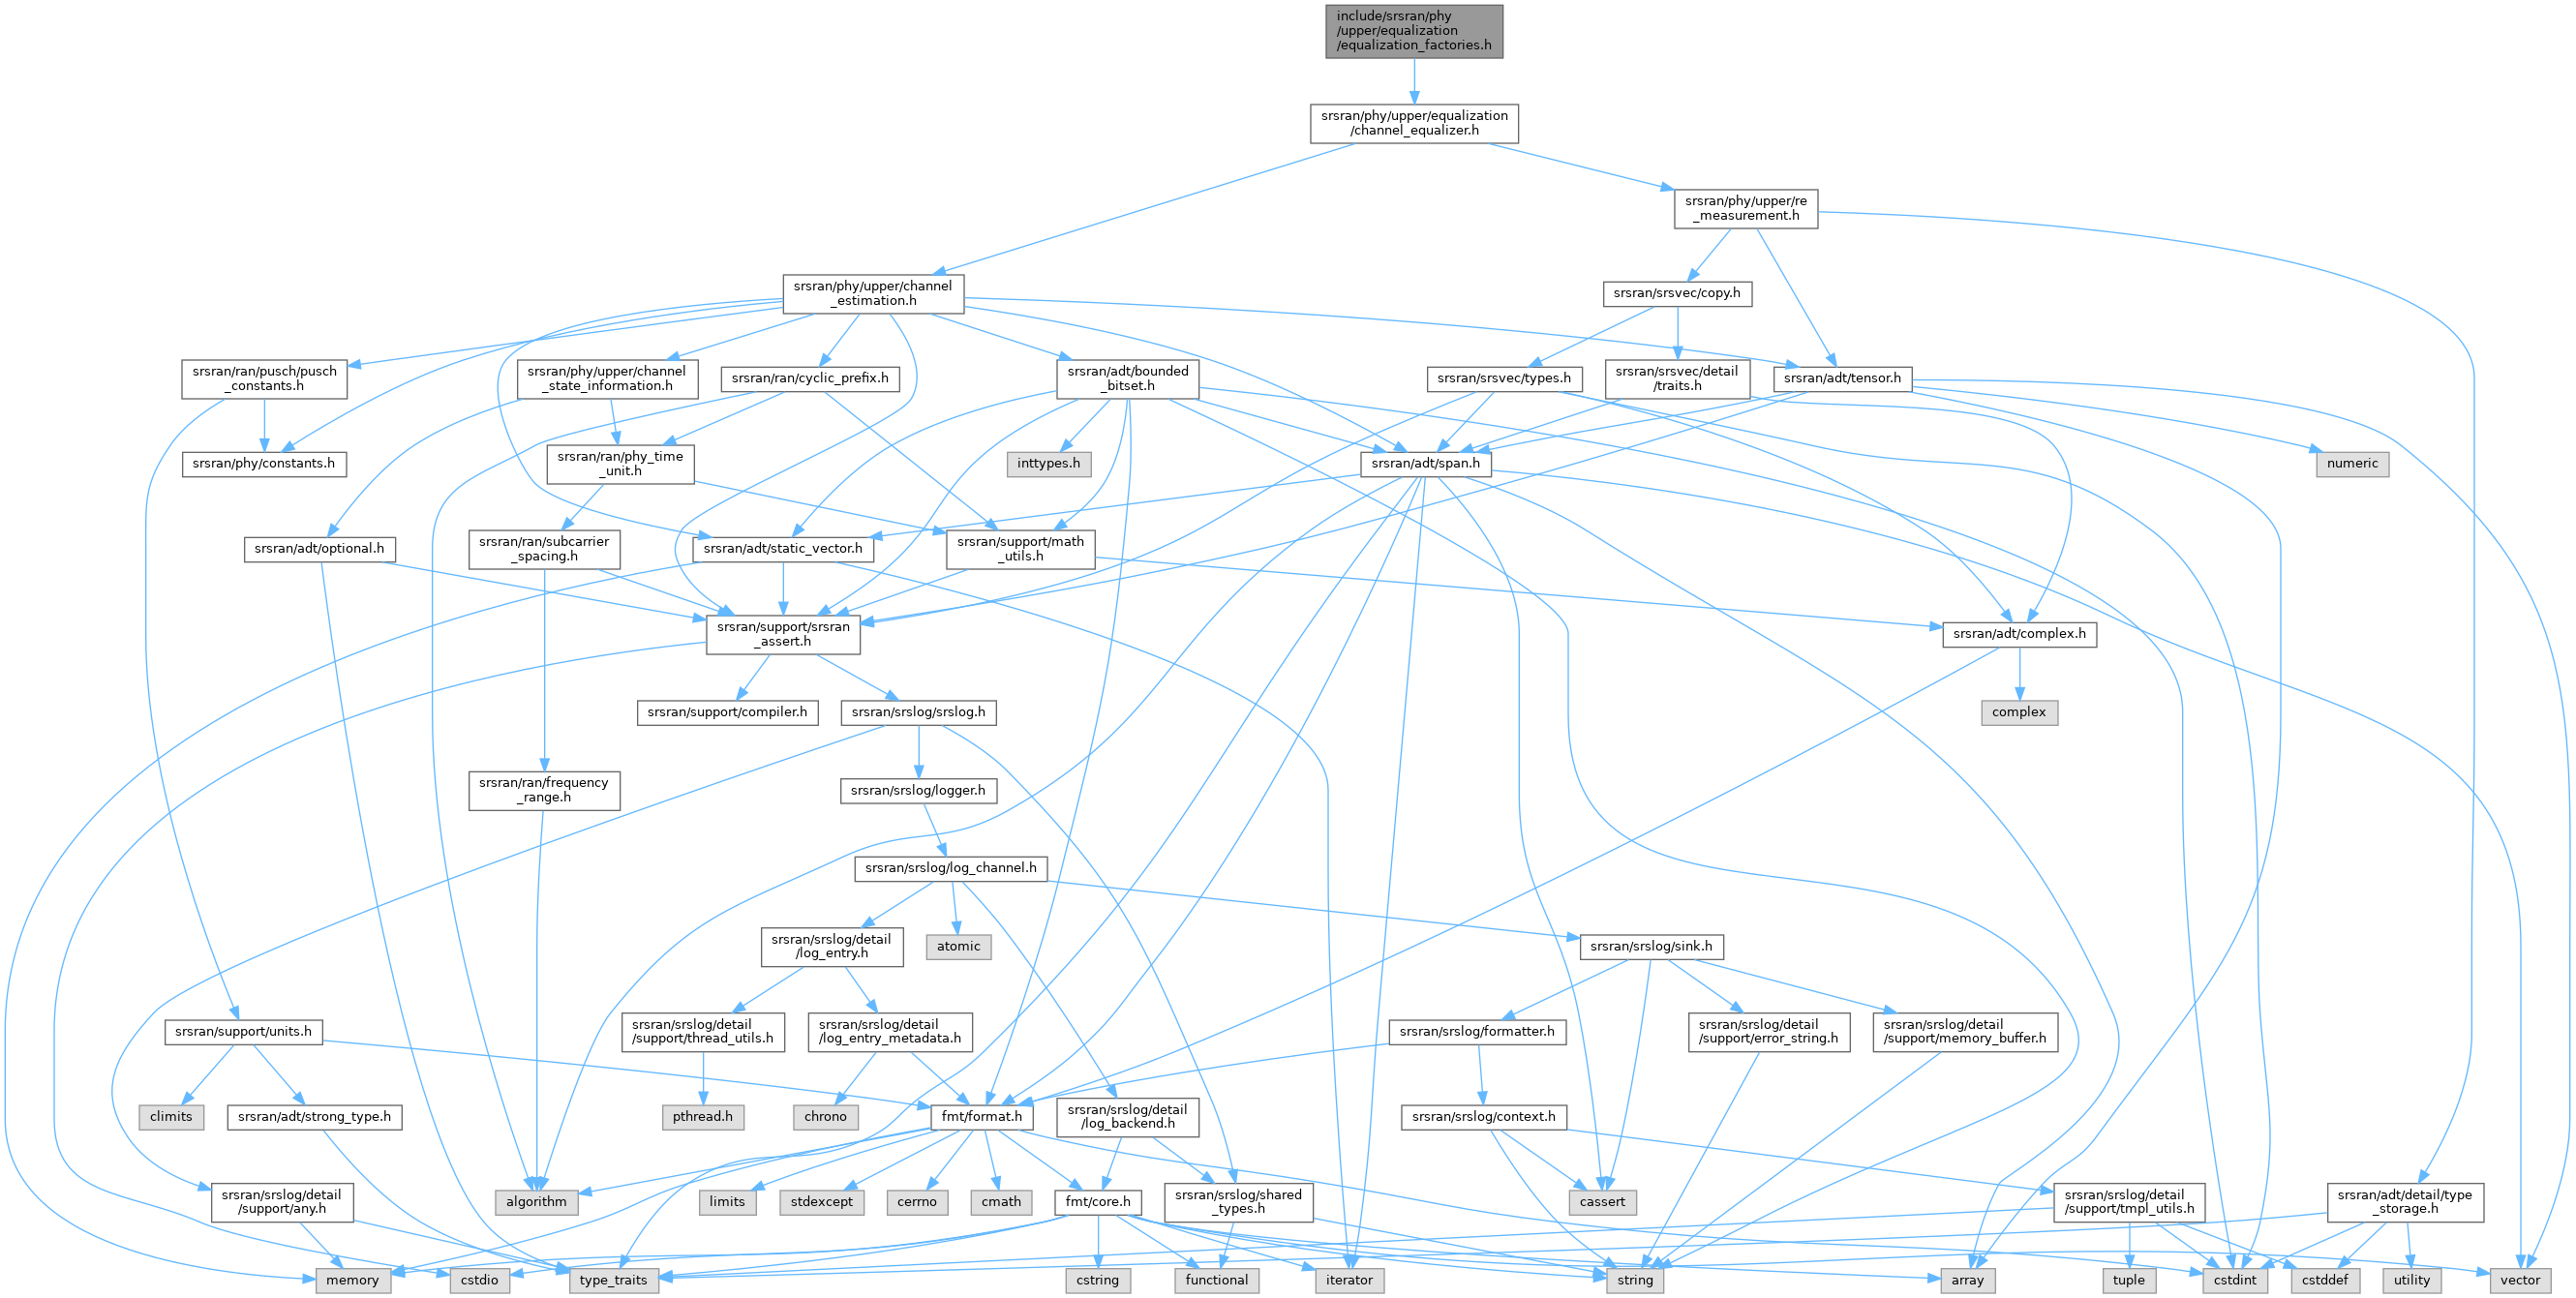 include/srsran/phy
/upper/equalization
/equalization_factories.h
srsran/phy/upper/equalization
/channel_equalizer.h
srsran/phy/upper/re
_measurement.h
srsran/phy/upper/channel
_estimation.h
srsran/srsvec/copy.h
srsran/ran/pusch/pusch
_constants.h
srsran/phy/upper/channel
_state_information.h
srsran/ran/cyclic_prefix.h
srsran/adt/bounded
_bitset.h
srsran/srsvec/types.h
srsran/srsvec/detail
/traits.h
srsran/adt/tensor.h
srsran/phy/constants.h
srsran/ran/phy_time
_unit.h
inttypes.h
srsran/adt/span.h
numeric
srsran/adt/optional.h
srsran/ran/subcarrier
_spacing.h
srsran/adt/static_vector.h
srsran/support/math
_utils.h
srsran/support/srsran
_assert.h
srsran/adt/complex.h
srsran/support/compiler.h
srsran/srslog/srslog.h
complex
srsran/ran/frequency
_range.h
srsran/srslog/logger.h
srsran/srslog/log_channel.h
srsran/srslog/detail
/log_entry.h
atomic
srsran/srslog/sink.h
srsran/support/units.h
srsran/srslog/detail
/support/thread_utils.h
srsran/srslog/detail
/log_entry_metadata.h
srsran/srslog/formatter.h
srsran/srslog/detail
/support/error_string.h
srsran/srslog/detail
/support/memory_buffer.h
climits
srsran/adt/strong_type.h
pthread.h
chrono
fmt/format.h
srsran/srslog/detail
/log_backend.h
srsran/srslog/context.h
srsran/srslog/detail
/support/any.h
algorithm
limits
stdexcept
cerrno
cmath
fmt/core.h
srsran/srslog/shared
_types.h
cassert
srsran/srslog/detail
/support/tmpl_utils.h
srsran/adt/detail/type
_storage.h
memory
cstdio
type_traits
cstring
functional
iterator
string
array
tuple
cstdint
cstddef
utility
vector